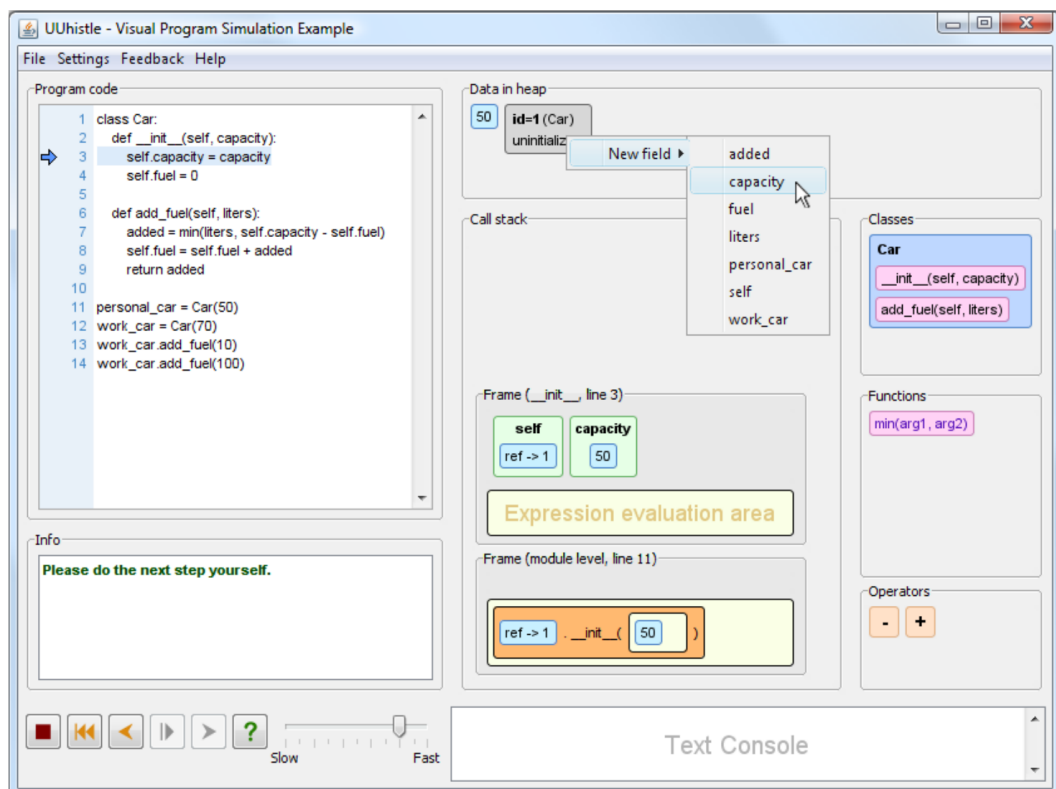 UUhistle - Visual Program Simulation Example
File Settings Feedback Help
Program code
1 class Car:
2 def __init__(self, capacity):
3 self.capacity = capacity
4 self.fuel = 0
5
6 def add_fuel(self, liters):
7 added = min(liters, self.capacity - self.fuel)
8 self.fuel = self.fuel + added
9 return added
10
11 personal_car = Car(50)
12 work_car = Car(70)
13 work_car.add_fuel(10)
14 work_car.add_fuel(100)
Info
Please do the next step yourself.
Slow Fast
Data in heap
50 id=1 (Car)
New field
added
capacity
fuel
liters
personal_car
self
work_car
Call stack
Frame (__init__, line 3)
self capacity
ref -> 1 50
Expression evaluation area
Frame (module level, line 11)
ref -> 1 . __init__( 50 )
Classes
Car
__init__(self, capacity)
add_fuel(self, liters)
Functions
min(arg1, arg2)
Operators
- +
?
Text Console